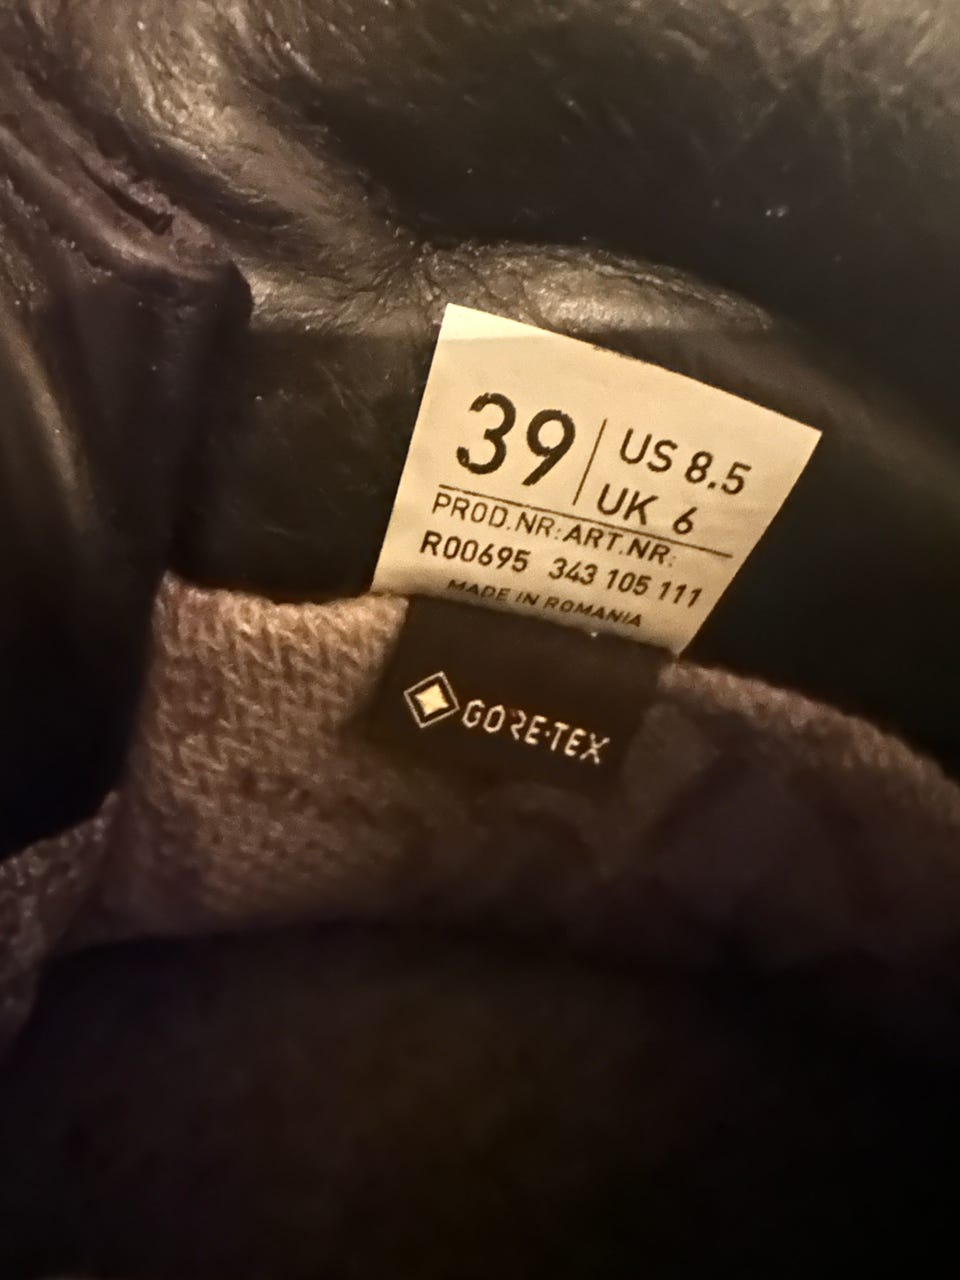 39 US 8.5
UK 6
PROD.NR: ART.NR:
R00695 343 105 111
MADE IN ROMANIA
GORE-TEX